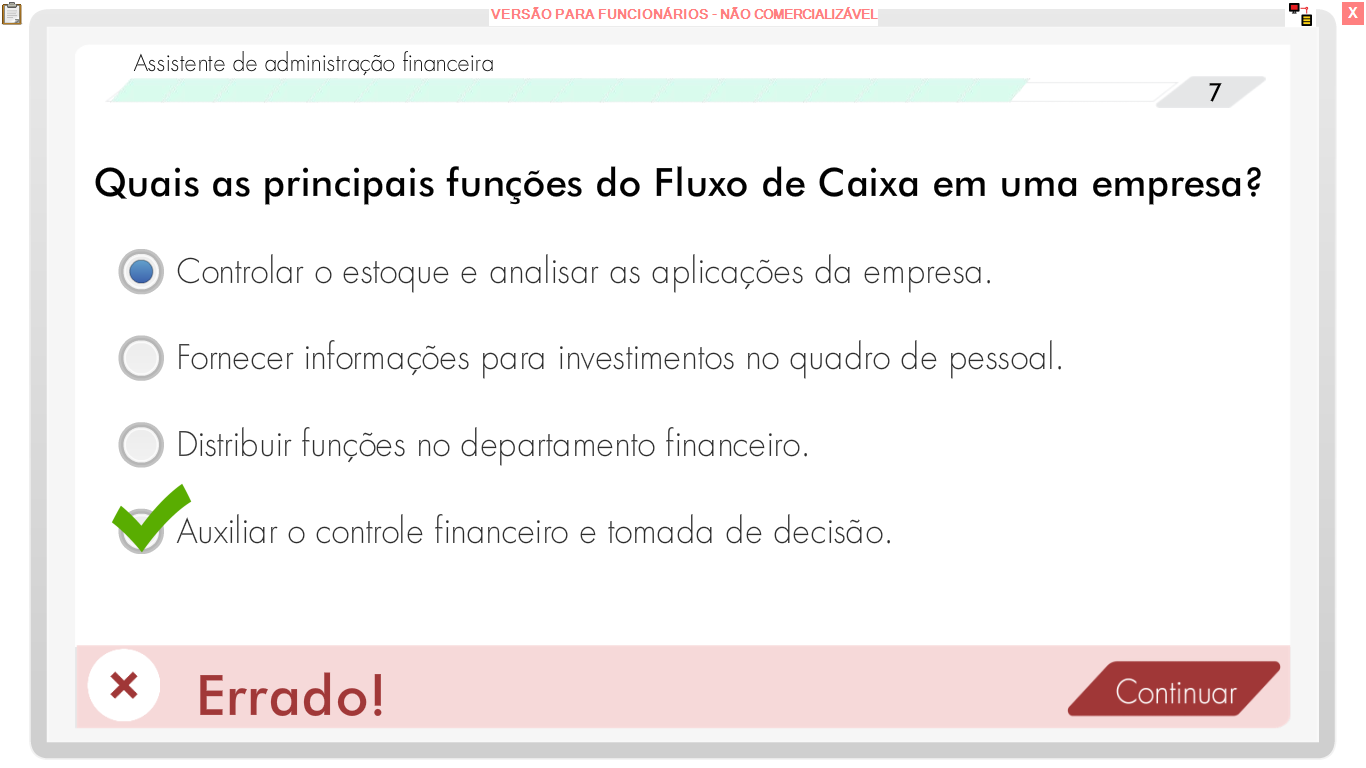 VERSÃO PARA FUNCIONÁRIOS - NÃO COMERCIALIZÁVEL
X
Assistente de administração financeira
7
Quais as principais funções do Fluxo de Caixa em uma empresa?
Controlar o estoque e analisar as aplicações da empresa.
Fornecer informações para investimentos no quadro de pessoal.
Distribuir funções no departamento financeiro.
Auxiliar o controle financeiro e tomada de decisão.
Errado!
Continuar